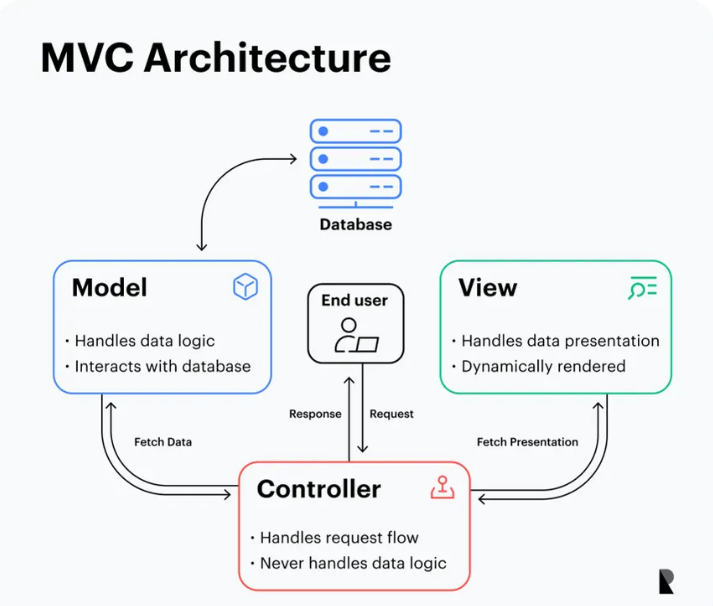 MVC Architecture
Database
Model
· Handles data logic
· Interacts with database
End user
View
· Handles data presentation
· Dynamically rendered
Response
Request
Fetch Data
Fetch Presentation
Controller
· Handles request flow
· Never handles data logic